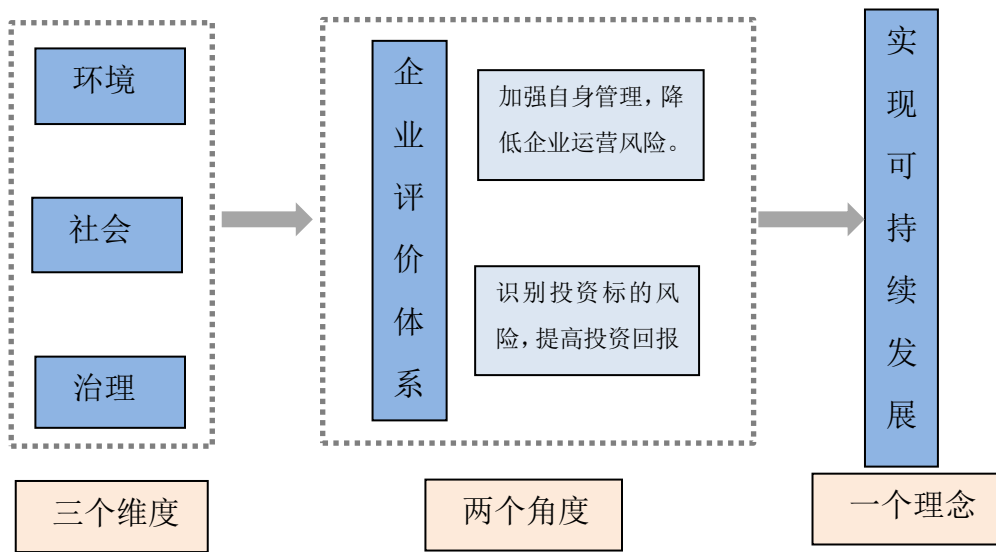 环境
社会
治理
三个维度
企业评价体系
加强自身管理，降
低企业运营风险。
识别投资标的风
险，提高投资回报
两个角度
实现可持续发展
一个理念